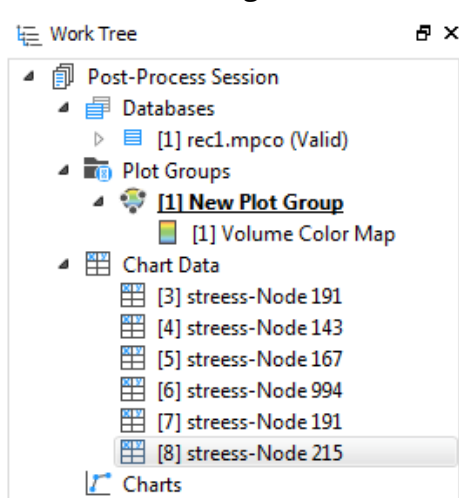 Work Tree
Post-Process Session
Databases
[1] rec1.mpco (Valid)
Plot Groups
[1] New Plot Group
[1] Volume Color Map
Chart Data
[3] streess-Node 191
[4] streess-Node 143
[5] streess-Node 167
[6] streess-Node 994
[7] streess-Node 191
[8] streess-Node 215
Charts